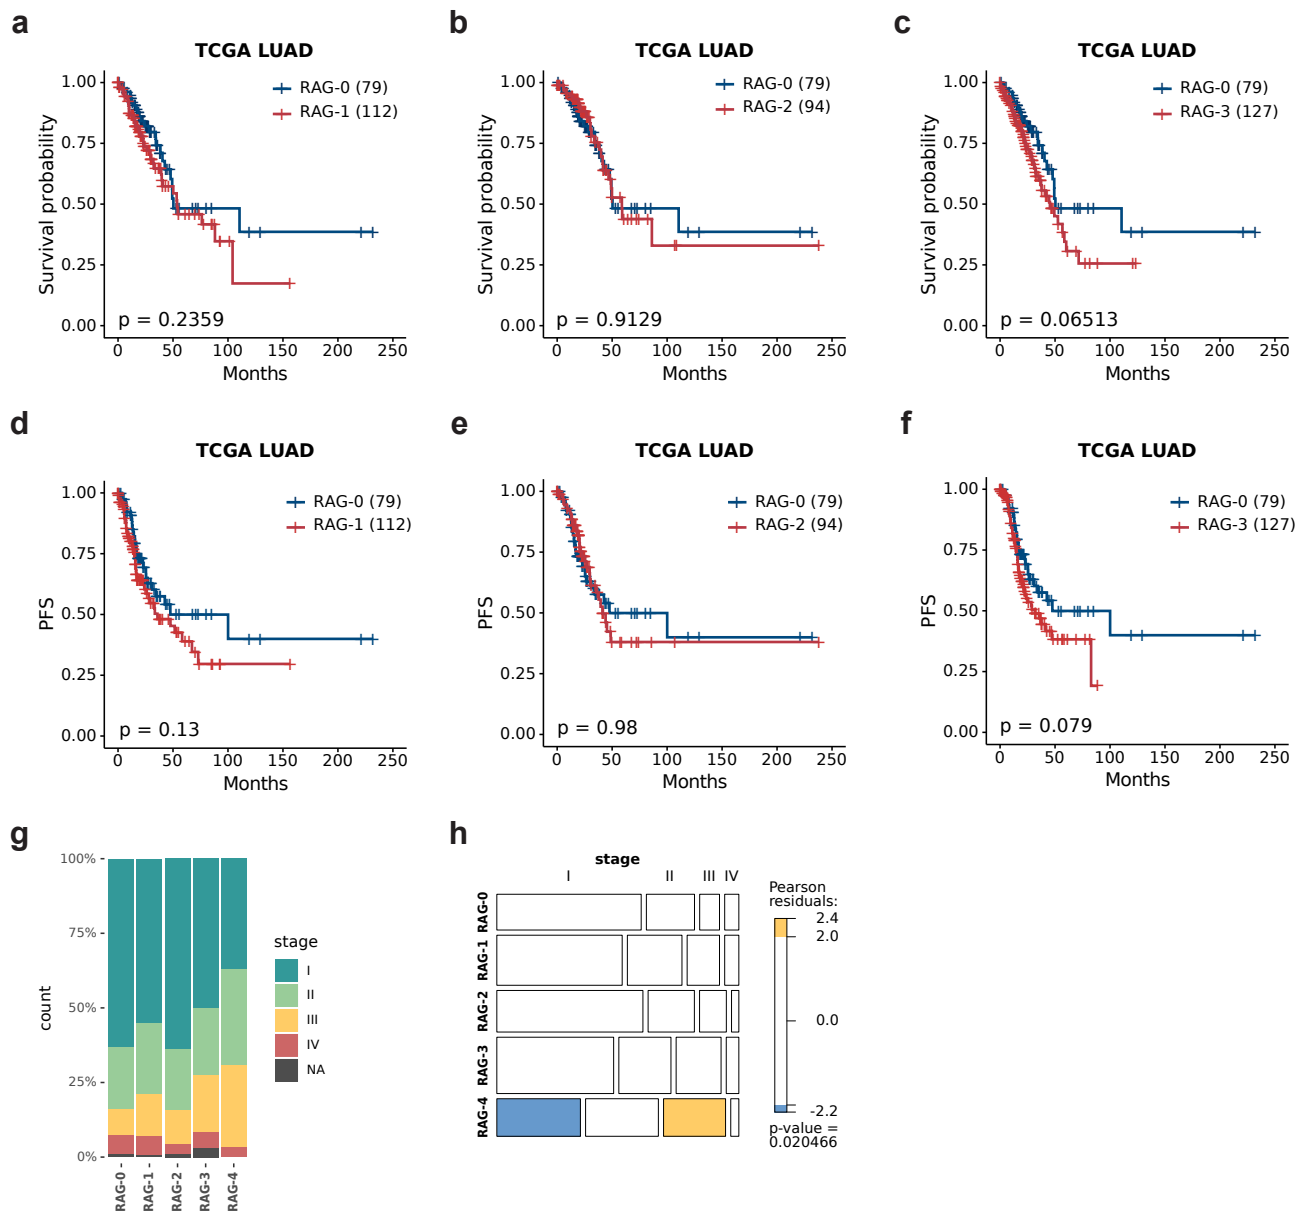 a
TCGA LUAD
Survival probability
1.00
0.75
0.50
0.25
0.00
RAG-0 (79)
RAG-1 (112)
p = 0.2359
0 50 100 150 200 250
Months
b
TCGA LUAD
Survival probability
1.00
0.75
0.50
0.25
0.00
RAG-0 (79)
RAG-2 (94)
p = 0.9129
0 50 100 150 200 250
Months
c
TCGA LUAD
Survival probability
1.00
0.75
0.50
0.25
0.00
RAG-0 (79)
RAG-3 (127)
p = 0.06513
0 50 100 150 200 250
Months
d
TCGA LUAD
PFS
1.00
0.75
0.50
0.25
0.00
RAG-0 (79)
RAG-1 (112)
p = 0.13
0 50 100 150 200 250
Months
e
TCGA LUAD
PFS
1.00
0.75
0.50
0.25
0.00
RAG-0 (79)
RAG-2 (94)
p = 0.98
0 50 100 150 200 250
Months
f
TCGA LUAD
PFS
1.00
0.75
0.50
0.25
0.00
RAG-0 (79)
RAG-3 (127)
p = 0.079
0 50 100 150 200 250
Months
g
count
100%
75%
50%
25%
0%
RAG-0
RAG-1
RAG-2
RAG-3
RAG-4
stage
I
II
III
IV
NA
h
stage
I II III IV
RAG-0
RAG-1
RAG-2
RAG-3
RAG-4
Pearson
residuals:
2.4
2.0
0.0
-2.2
p-value =
0.020466